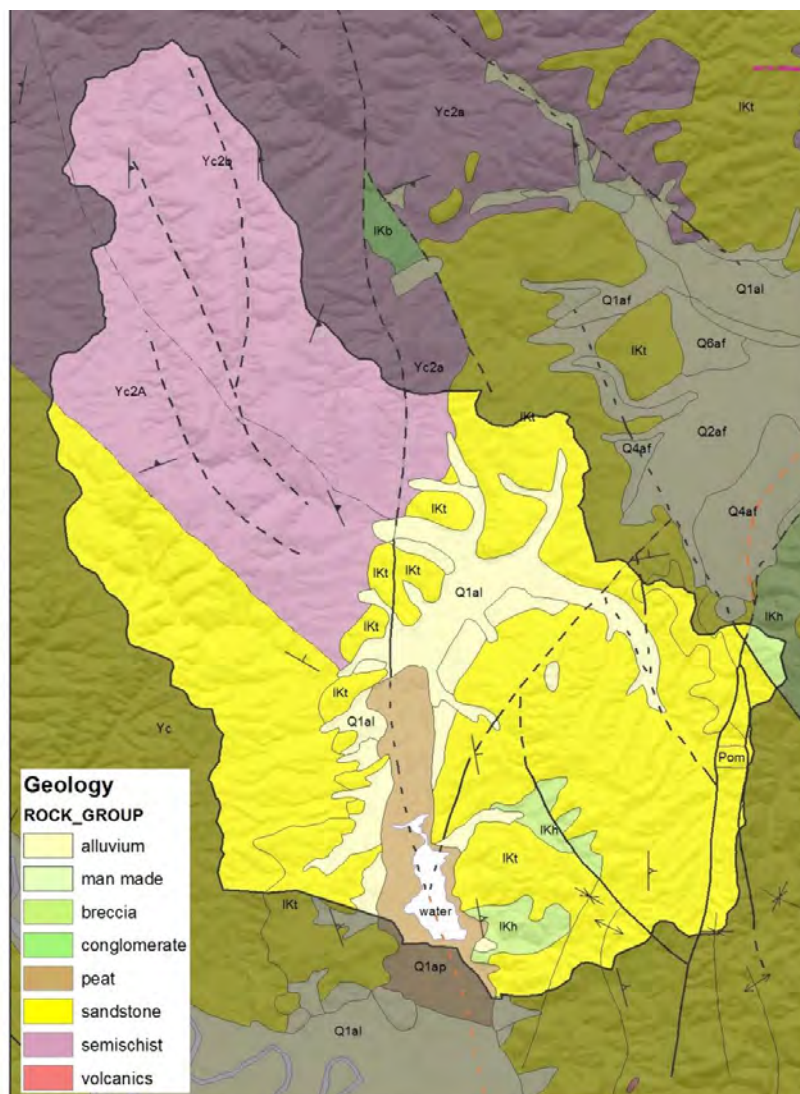 IKt
Yc2a
Yc2b
IKb
Q1af
Q1al
Q6af
IKt
Yc2a
Yc2A
IKt
Q2af
Q4af
IKt
Q4af
IKt
IKt
Q1al
IKh
IKt
IKt
Q1al
Yc
Pom
IKh
IKt
water
IKh
IKt
Q1ap
Q1al
Geology
ROCK_GROUP
alluvium
man made
breccia
conglomerate
peat
sandstone
semischist
volcanics